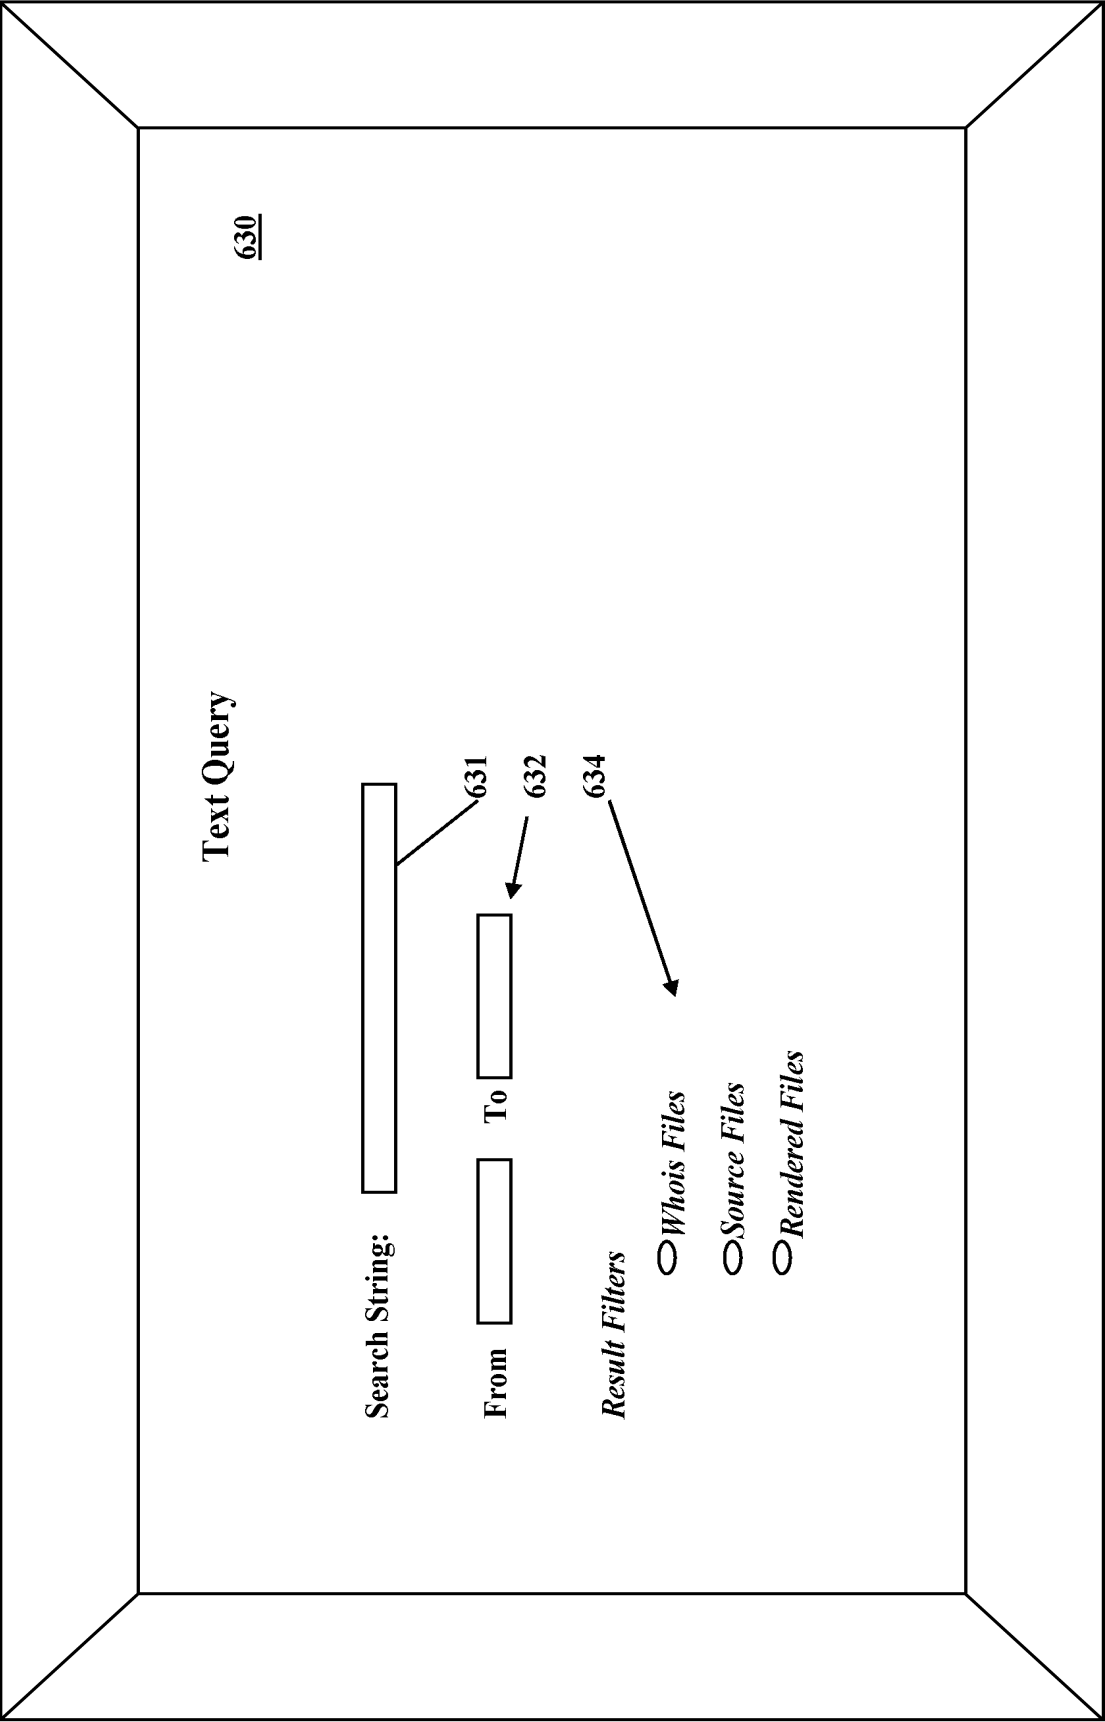 Text Query
630
Search String:
631
From To
632
634
Result Filters
Whois Files
Source Files
Rendered Files